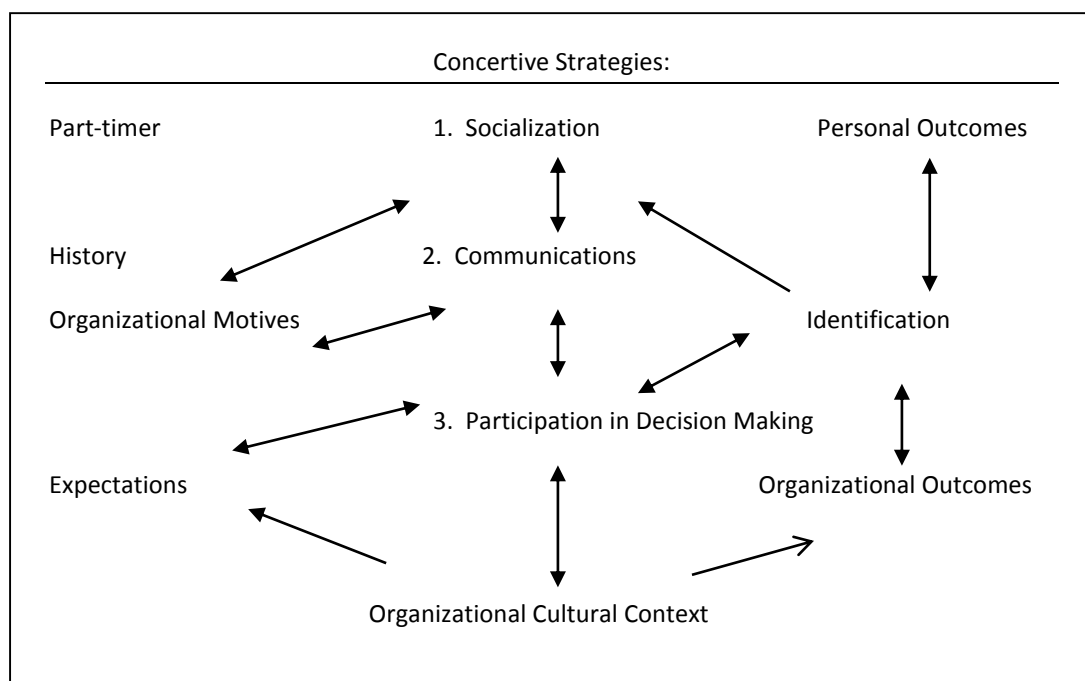 Concertive Strategies:
Part-timer
1. Socialization
Personal Outcomes
History
2. Communications
Organizational Motives
Identification
3. Participation in Decision Making
Expectations
Organizational Outcomes
Organizational Cultural Context